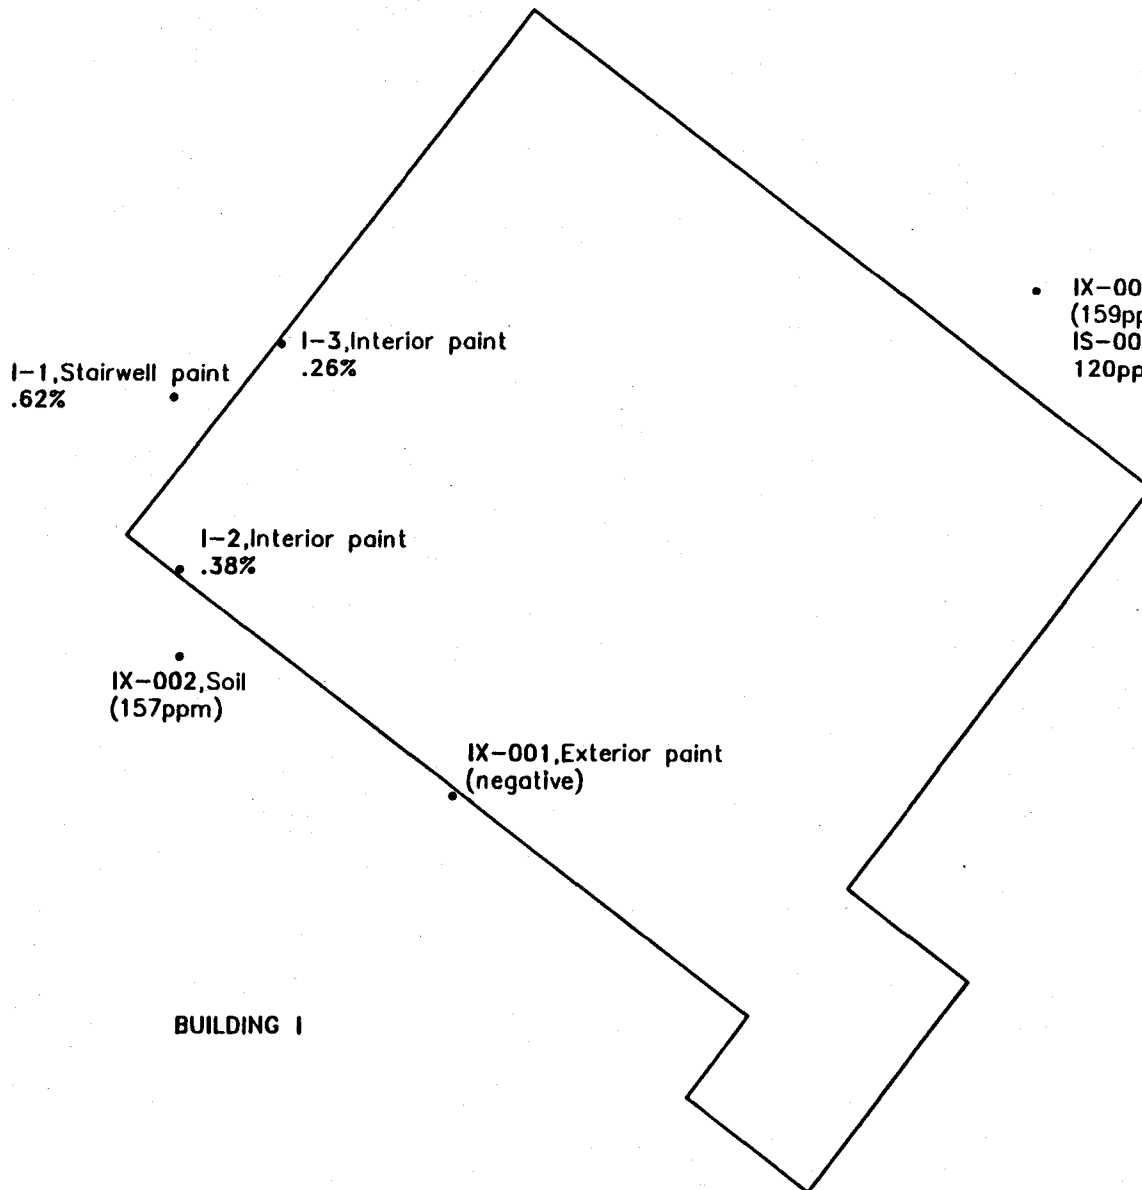 I-3,Interior paint
.26%
I-1,Stairwell paint
.62%
IX-00
(159pp
IS-00
120pp
I-2,Interior paint
.38%
IX-002,Soil
(157ppm)
IX-001,Exterior paint
(negative)
BUILDING I